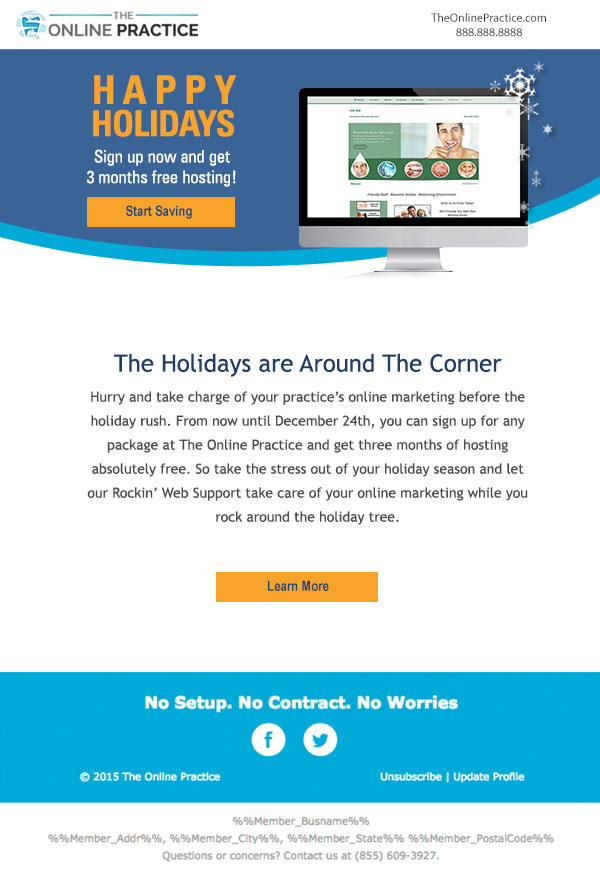 THE
ONLINE PRACTICE
TheOnlinePractice.com
888.888.8888
HAPPY
HOLIDAYS
Sign up now and get
3 months free hosting!
Start Saving
The Holidays are Around The Corner
Hurry and take charge of your practice’s online marketing before the
holiday rush. From now until December 24th, you can sign up for any
package at The Online Practice and get three months of hosting
absolutely free. So take the stress out of your holiday season and let
our Rockin’ Web Support take care of your online marketing while you
rock around the holiday tree.
Learn More
No Setup. No Contract. No Worries
© 2015 The Online Practice
Unsubscribe | Update Profile
%%Member_Busname%%
%%Member_Addr%%, %%Member_City%%, %%Member_State%% %%Member_PostalCode%%
Questions or concerns? Contact us at (855) 609-3927.